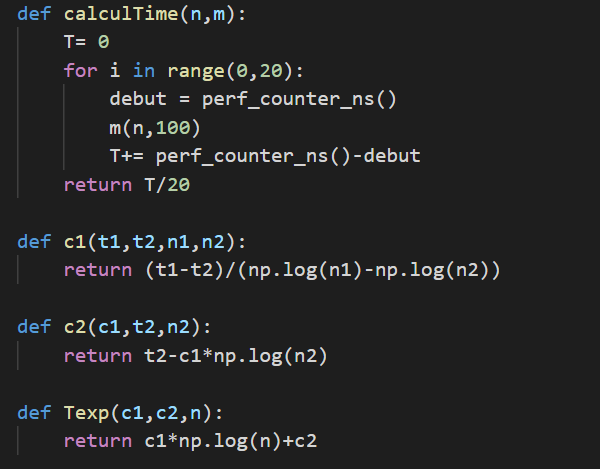 def calculTime(n,m):
    T= 0
    for i in range(0,20):
        debut = perf_counter_ns()
        m(n,100)
        T+= perf_counter_ns()-debut
    return T/20

def c1(t1,t2,n1,n2):
    return (t1-t2)/(np.log(n1)-np.log(n2))

def c2(c1,t2,n2):
    return t2-c1*np.log(n2)

def Texp(c1,c2,n):
    return c1*np.log(n)+c2